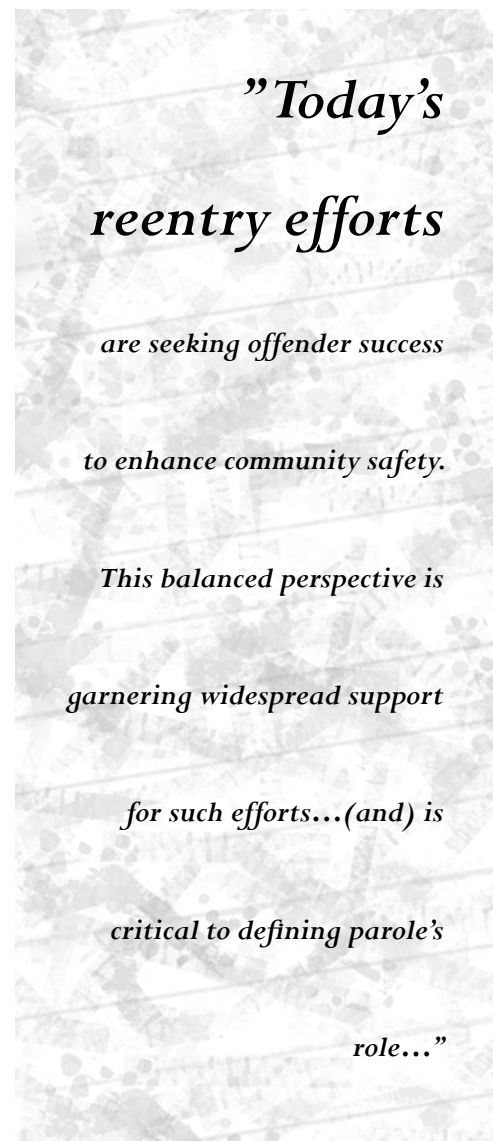 ”Today’s
reentry efforts
are seeking offender success
to enhance community safety.
This balanced perspective is
garnering widespread support
for such efforts…(and) is
critical to defining parole’s
role…”